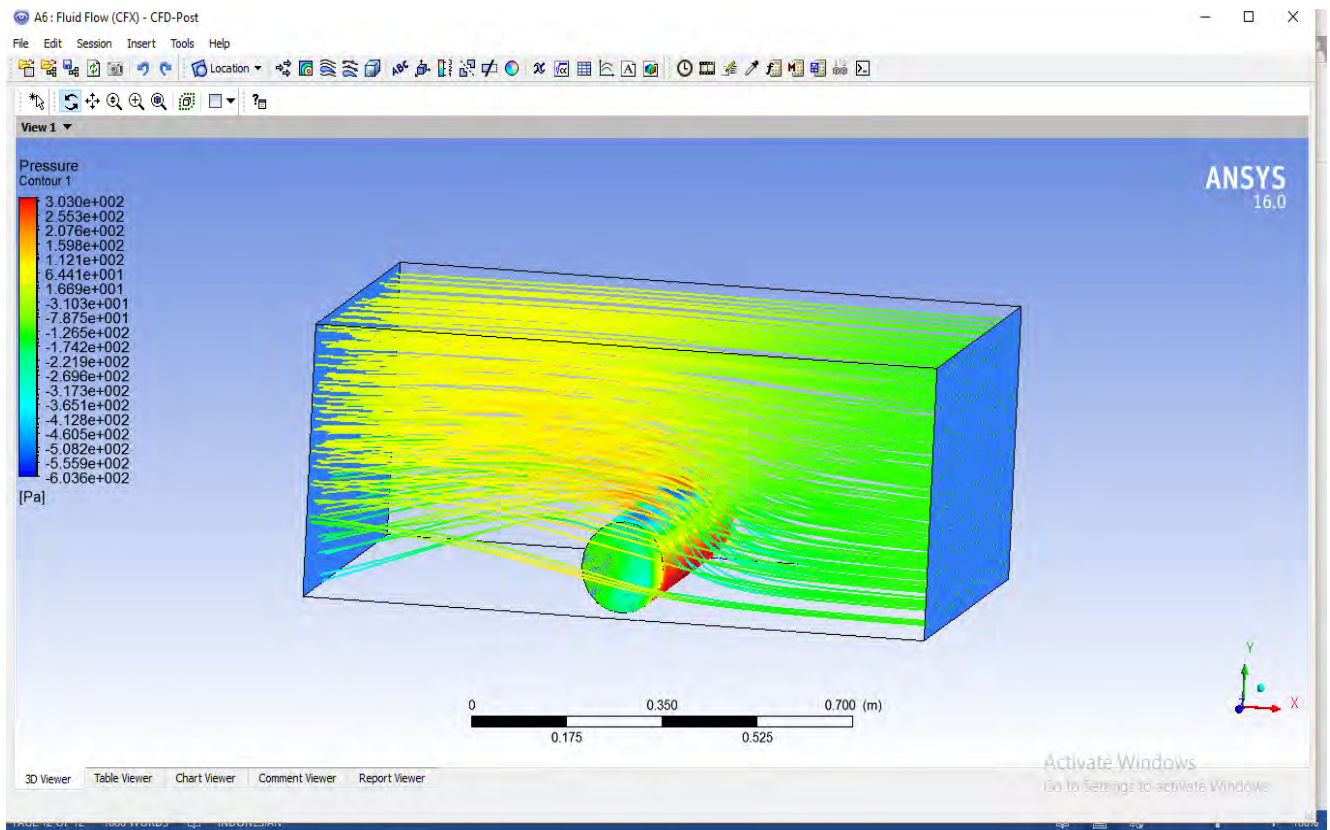 A6 : Fluid Flow (CFX) - CFD-Post
File Edit Session Insert Tools Help
Location
View 1
Pressure
Contour 1
3.030e+002
2.553e+002
2.076e+002
1.598e+002
1.121e+002
6.441e+001
1.669e+001
-3.103e+001
-7.875e+001
-1.265e+002
-1.742e+002
-2.219e+002
-2.696e+002
-3.173e+002
-3.651e+002
-4.128e+002
-4.605e+002
-5.082e+002
-5.559e+002
-6.036e+002
[Pa]
ANSYS
16,0
Y
X
0 0.350 0.700 (m)
0.175 0.525
Activate Windows
Go to Settings to activate Windows.
3D Viewer Table Viewer Chart Viewer Comment Viewer Report Viewer